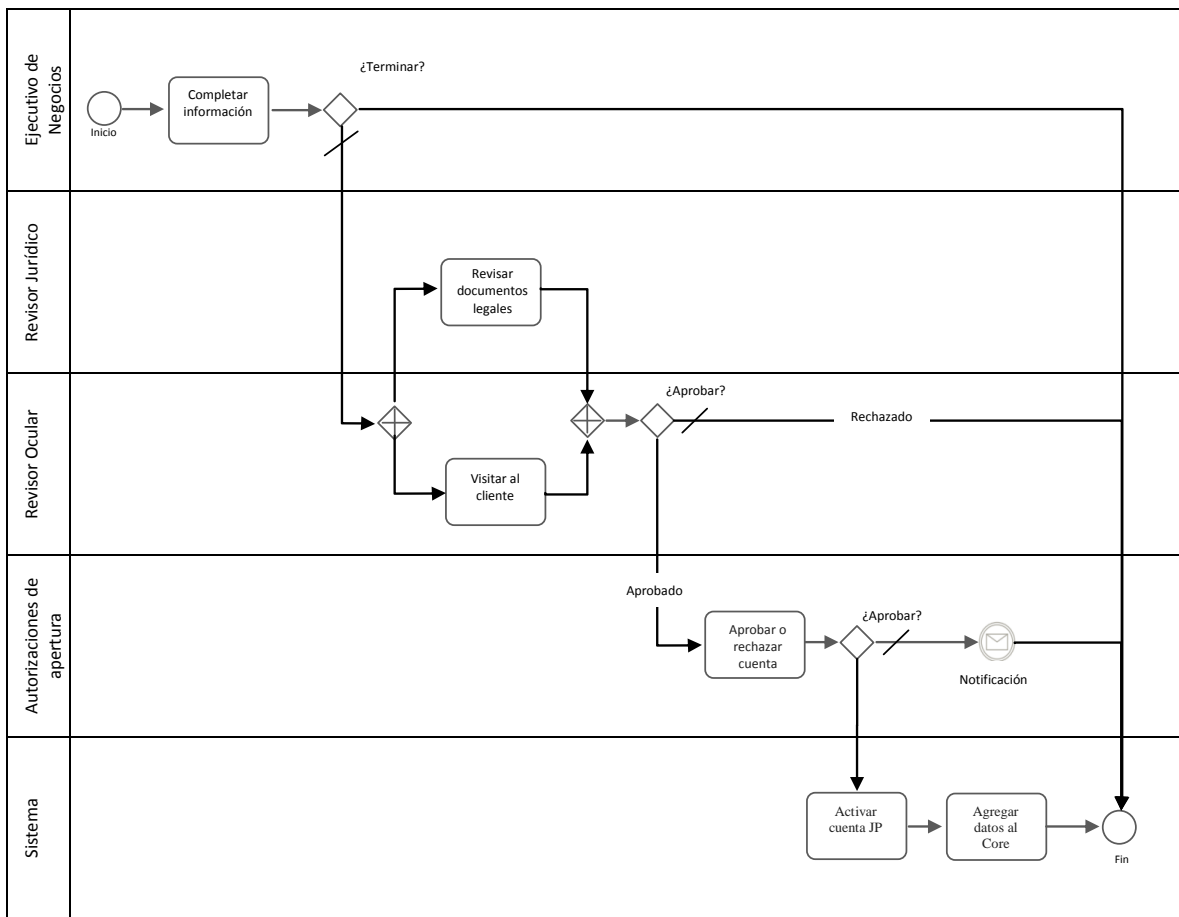 Ejecutivo de
Negocios
¿Terminar?
Completar
información
Inicio
Revisor Jurídico
Revisar
documentos
legales
Revisor Ocular
¿Aprobar?
Rechazado
Visitar al
cliente
Autorizaciones de
apertura
Aprobado
¿Aprobar?
Aprobar o
rechazar
cuenta
Notificación
Sistema
Activar
cuenta JP
Agregar
datos al
Core
Fin